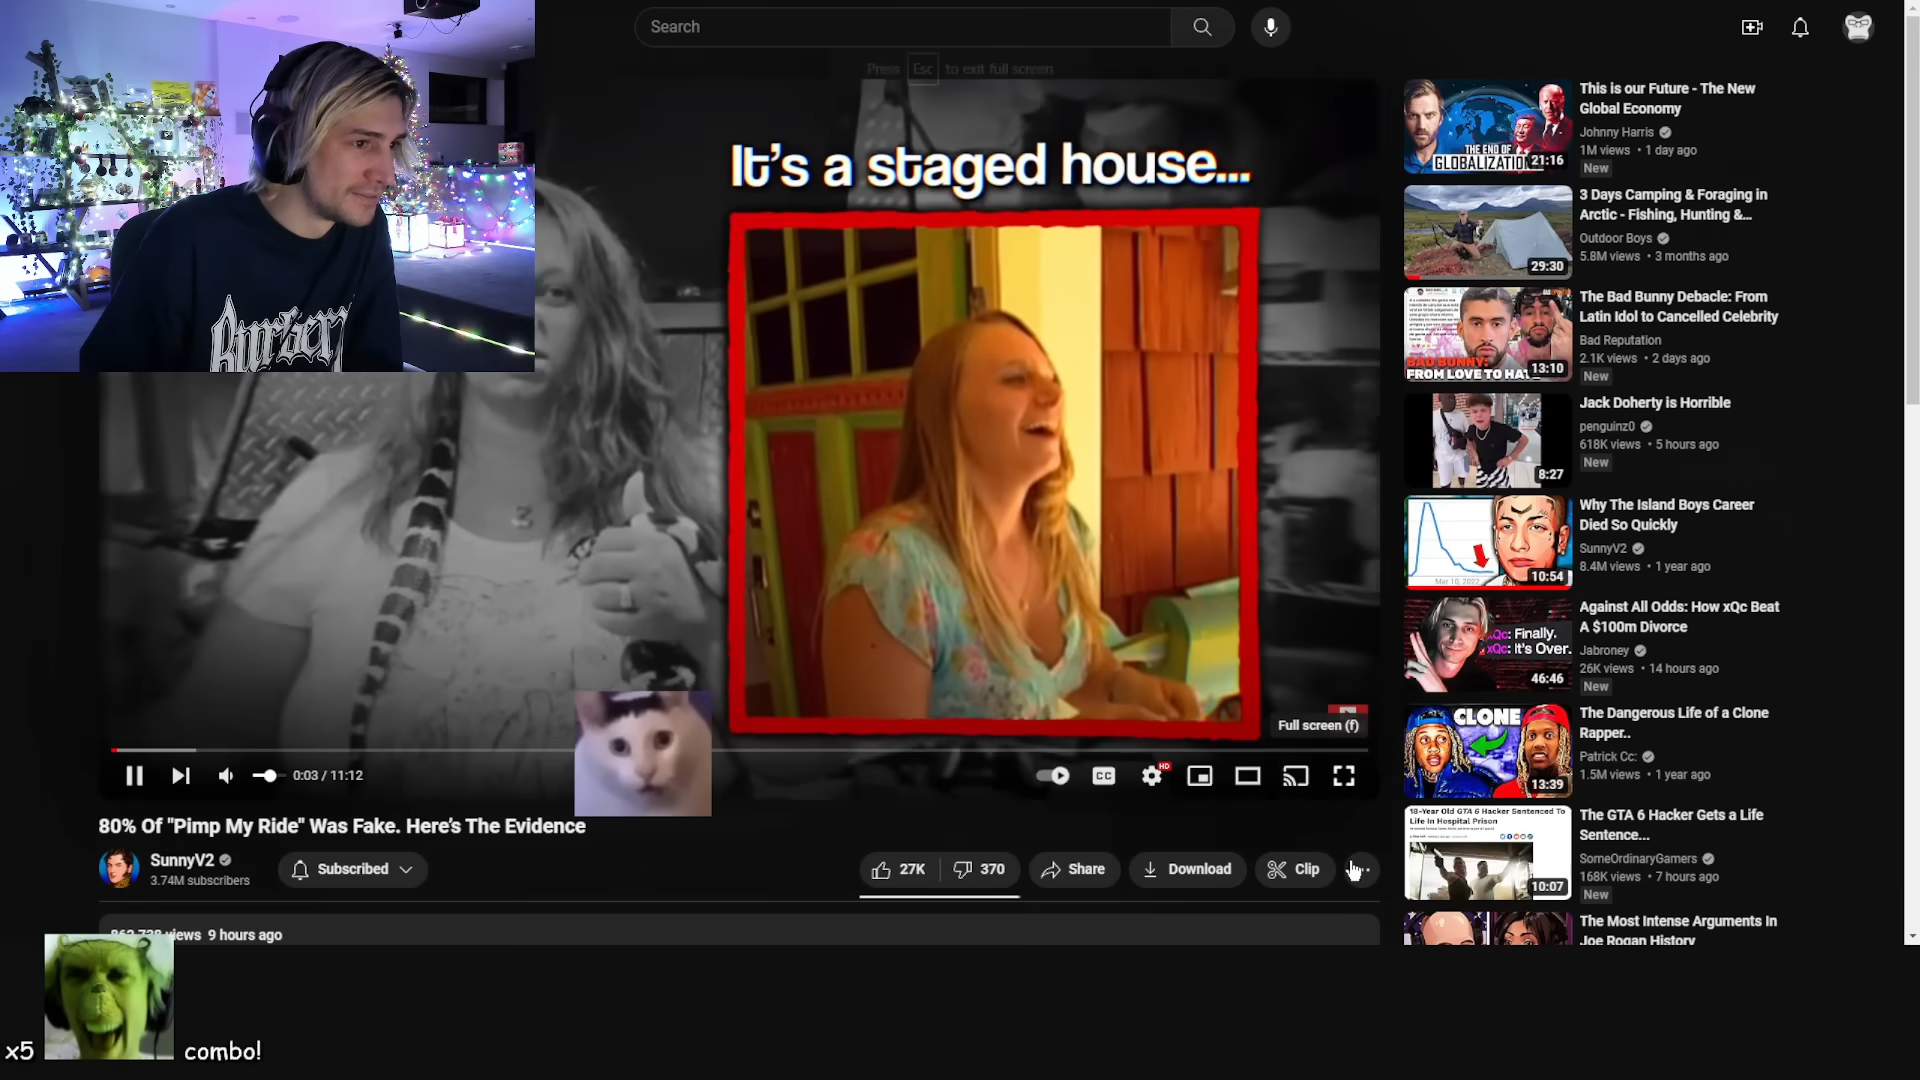 Search
Press Esc to exit full screen
It's a staged house...
Full screen (f)
0:03 / 11:12
CC
HD
80% Of "Pimp My Ride" Was Fake. Here's The Evidence
SunnyV2
3.74M subscribers
Subscribed
27K
370
Share
Download
Clip
862,738 views 9 hours ago
x5
combo!
THE END OF
GLOBALIZATION
21:16
This is our Future - The New
Global Economy
Johnny Harris
1M views • 1 day ago
New
29:30
3 Days Camping & Foraging in
Arctic - Fishing, Hunting &...
Outdoor Boys
5.8M views • 3 months ago
BAD BUNNY:
FROM LOVE TO HATE
13:10
The Bad Bunny Debacle: From
Latin Idol to Cancelled Celebrity
Bad Reputation
2.1K views • 2 days ago
New
8:27
Jack Doherty is Horrible
penguinz0
618K views • 5 hours ago
New
Mar 10, 2022
10:54
Why The Island Boys Career
Died So Quickly
SunnyV2
8.4M views • 1 year ago
xQc: Finally.
xQc: It's Over.
46:46
Against All Odds: How xQc Beat
A $100m Divorce
Jabroney
26K views • 14 hours ago
New
CLONE
13:39
The Dangerous Life of a Clone
Rapper..
Patrick Cc:
1.5M views • 1 year ago
18-Year Old GTA 6 Hacker Sentenced To
Life In Hospital Prison
10:07
The GTA 6 Hacker Gets a Life
Sentence...
SomeOrdinaryGamers
168K views • 7 hours ago
New
The Most Intense Arguments In
Joe Rogan History